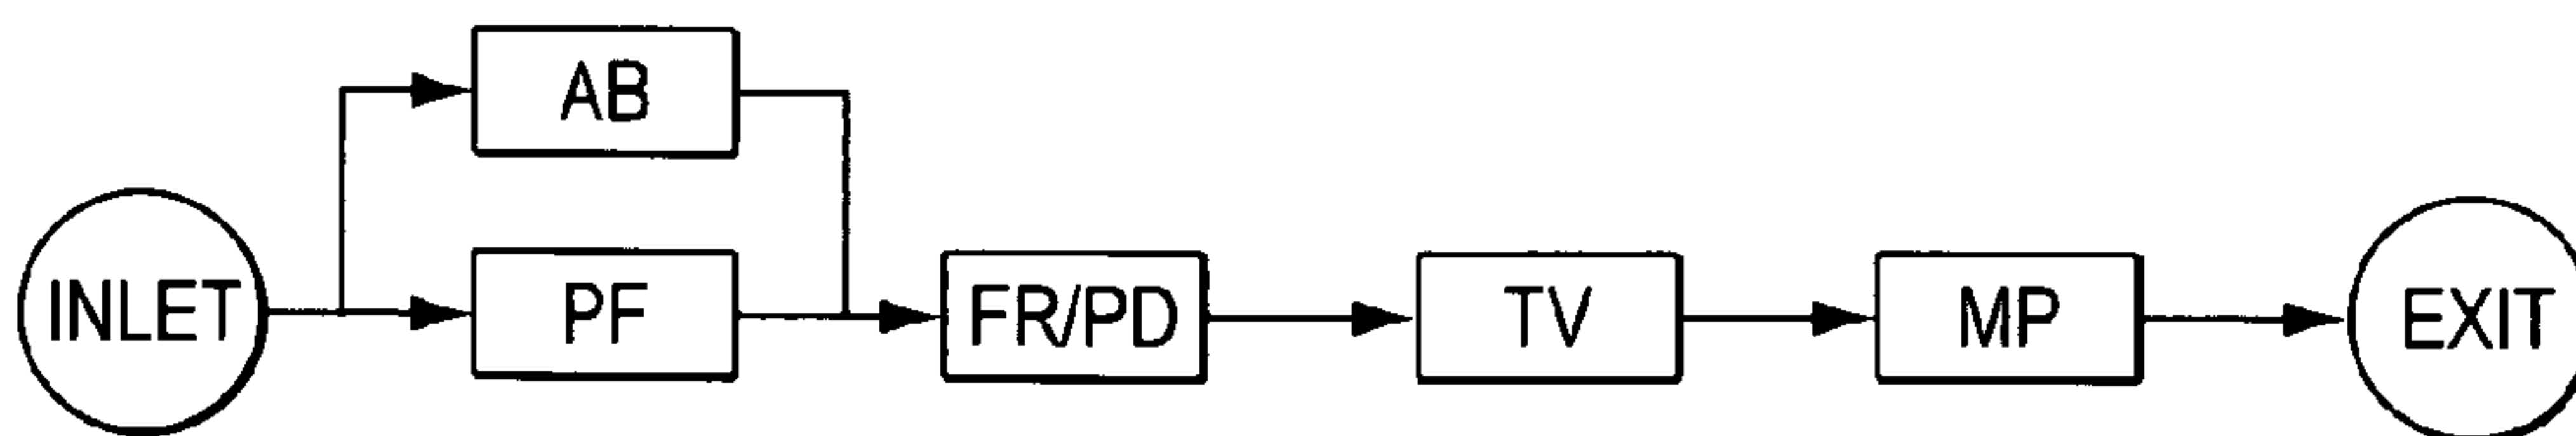 AB
INLET
PF
FR/PD
TV
MP
EXIT